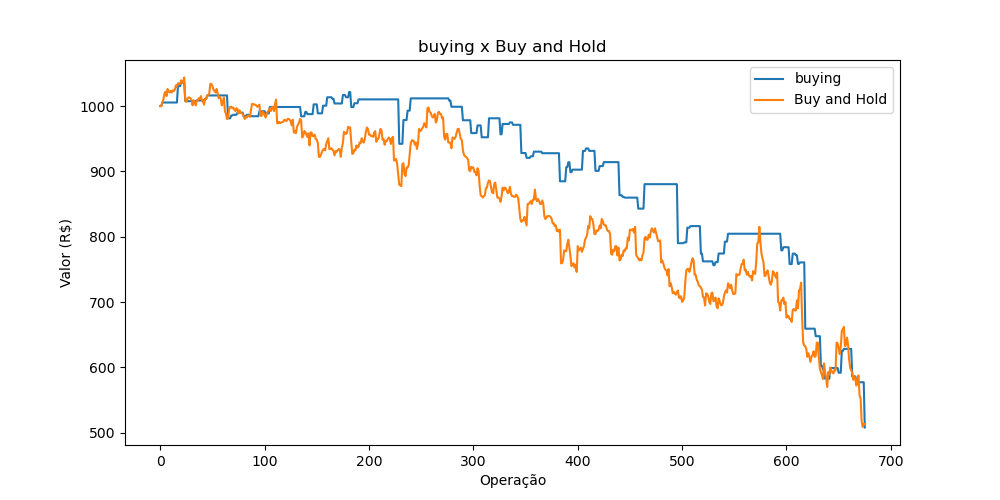 buying x Buy and Hold
buying
Buy and Hold
Valor (R$)
1000
900
800
700
600
500
0 100 200 300 400 500 600 700
Operação